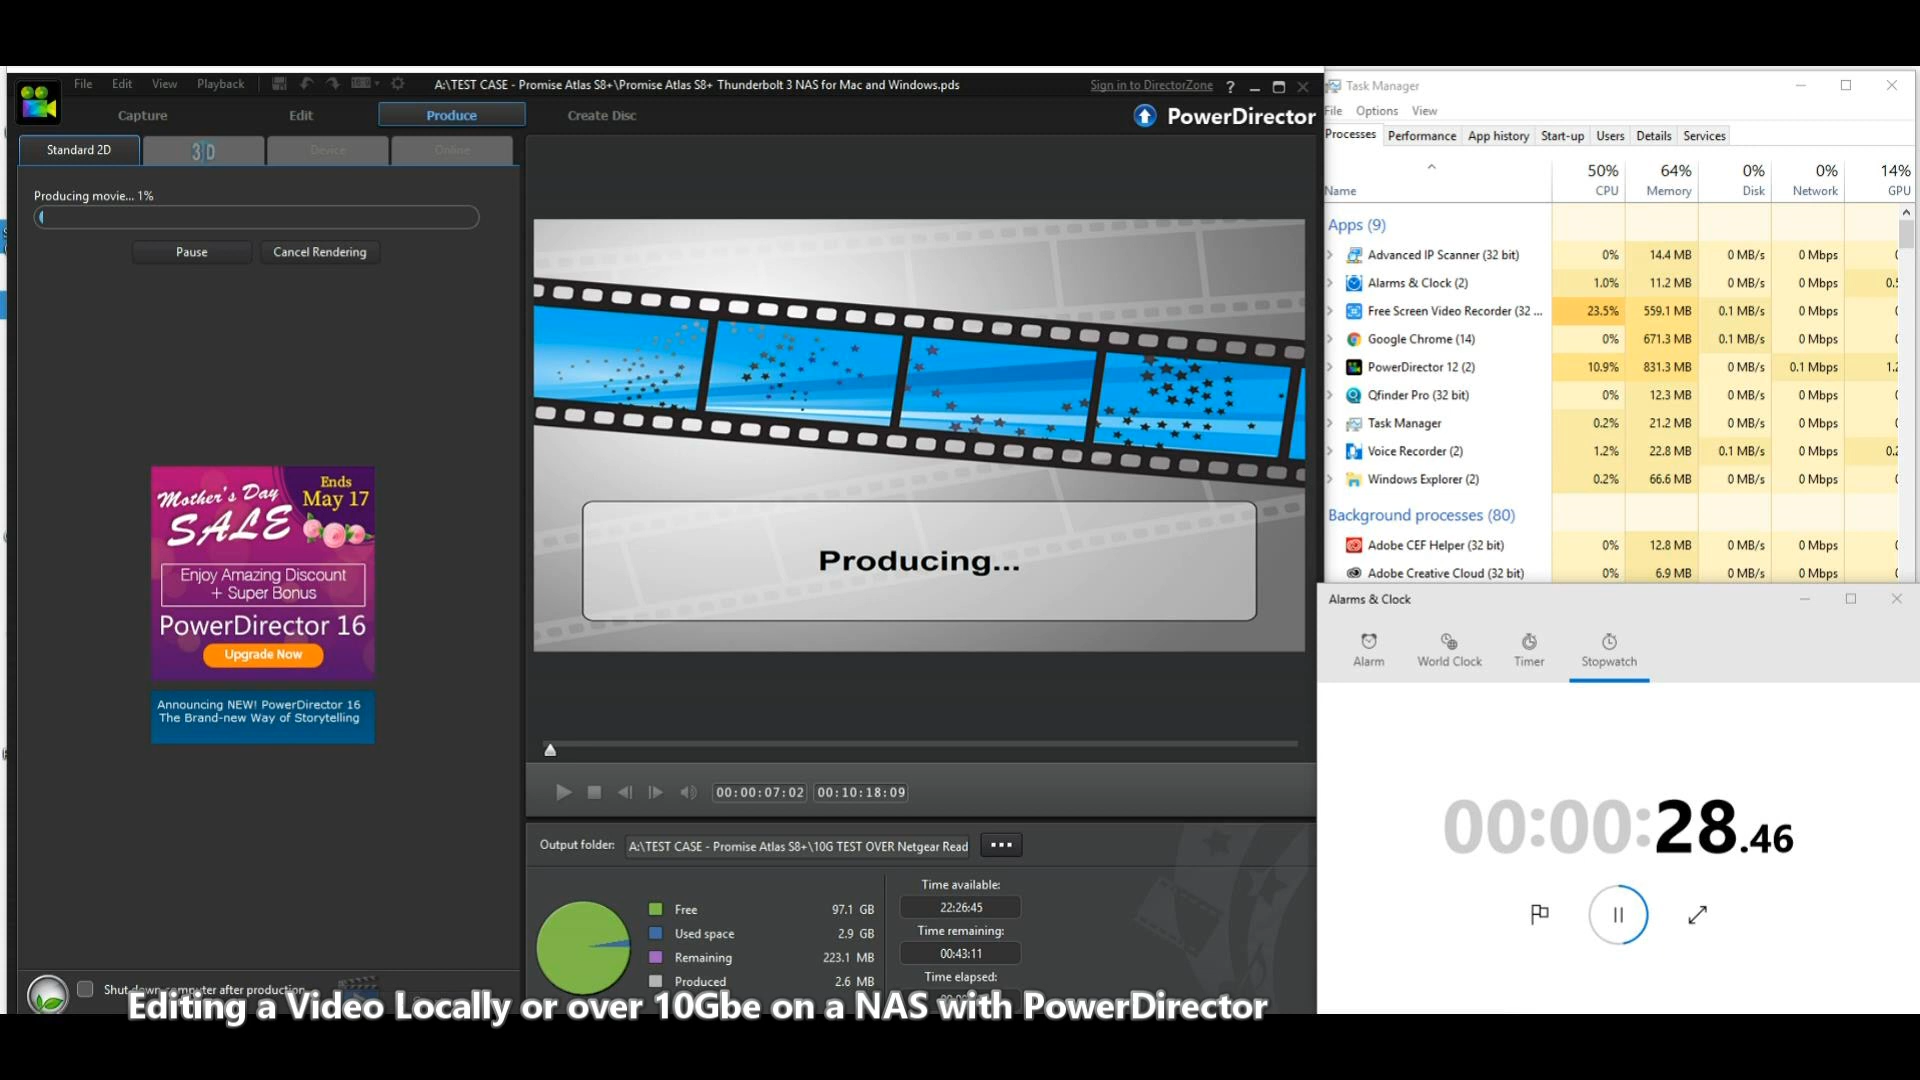 File Edit View Playback
A:\TEST CASE - Promise Atlas S8+\Promise Atlas S8+ Thunderbolt 3 NAS for Mac and Windows.pds
Sign in to DirectorZone ?
Capture Edit Produce Create Disc
PowerDirector
Standard 2D 3D Device Online
Producing movie... 1%
Pause Cancel Rendering
Mother's Day
SALE
Ends
May 17
Enjoy Amazing Discount
+ Super Bonus
PowerDirector 16
Upgrade Now
Announcing NEW! PowerDirector 16
The Brand-new Way of Storytelling
Shut down computer after production
Producing...
00:00:07:02 00:10:18:09
Output folder: A:\TEST CASE - Promise Atlas S8+\10G TEST OVER Netgear Read ...
Free 97.1 GB
Used space 2.9 GB
Remaining 223.1 MB
Produced 2.6 MB
Time available:
22:26:45
Time remaining:
00:43:11
Time elapsed:
Editing a Video Locally or over 10Gbe on a NAS with PowerDirector
Task Manager
File Options View
Processes Performance App history Start-up Users Details Services
50% 64% 0% 0% 14%
Name CPU Memory Disk Network GPU
Apps (9)
Advanced IP Scanner (32 bit) 0% 14.4 MB 0 MB/s 0 Mbps
Alarms & Clock (2) 1.0% 11.2 MB 0 MB/s 0 Mbps 0.5
Free Screen Video Recorder (32 ... 23.5% 559.1 MB 0.1 MB/s 0 Mbps
Google Chrome (14) 0% 671.3 MB 0.1 MB/s 0 Mbps
PowerDirector 12 (2) 10.9% 831.3 MB 0 MB/s 0.1 Mbps 1.2
Qfinder Pro (32 bit) 0% 12.3 MB 0 MB/s 0 Mbps
Task Manager 0.2% 21.2 MB 0 MB/s 0 Mbps
Voice Recorder (2) 1.2% 22.8 MB 0.1 MB/s 0 Mbps 0.2
Windows Explorer (2) 0.2% 66.6 MB 0 MB/s 0 Mbps
Background processes (80)
Adobe CEF Helper (32 bit) 0% 12.8 MB 0 MB/s 0 Mbps
Adobe Creative Cloud (32 bit) 0% 6.9 MB 0 MB/s 0 Mbps
Alarms & Clock
Alarm World Clock Timer Stopwatch
00:00:28.46